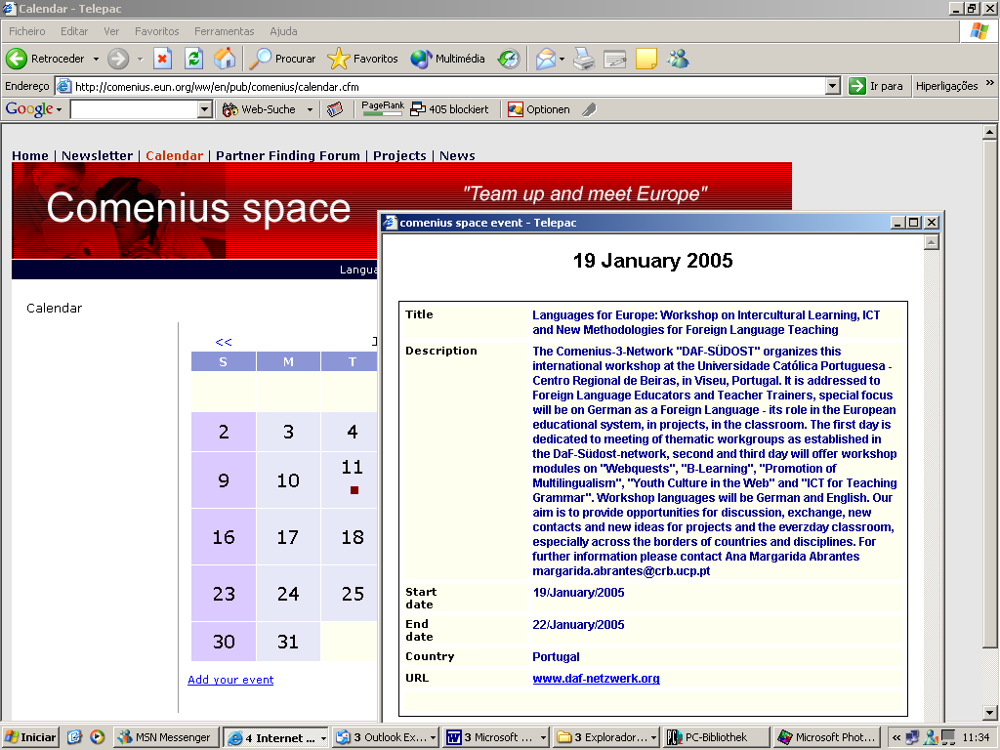 Calendar - Telepac
Ficheiro Editar Ver Favoritos Ferramentas Ajuda
Retroceder Procurar Favoritos Multimédia
Endereço http://comenius.eun.org/ww/en/pub/comenius/calendar.cfm Ir para Hiperligações »
Google Web-Suche PageRank 405 blockiert Optionen
Home | Newsletter | Calendar | Partner Finding Forum | Projects | News
Comenius space
"Team up and meet Europe"
comenius space event - Telepac
Langua
19 January 2005
Calendar
Title Languages for Europe: Workshop on Intercultural Learning, ICT
and New Methodologies for Foreign Language Teaching
Description The Comenius-3-Network "DAF-SÜDOST" organizes this
international workshop at the Universidade Católica Portuguesa -
Centro Regional de Beiras, in Viseu, Portugal. It is addressed to
Foreign Language Educators and Teacher Trainers, special focus
will be on German as a Foreign Language - its role in the European
educational system, in projects, in the classroom. The first day is
dedicated to meeting of thematic workgroups as established in
the DaF-Südost-network, second and third day will offer workshop
modules on "Webquests", "B-Learning", "Promotion of
Multilingualism", "Youth Culture in the Web" and "ICT for Teaching
Grammar". Workshop languages will be German and English. Our
aim is to provide opportunities for discussion, exchange, new
contacts and new ideas for projects and the everzday classroom,
especially across the borders of countries and disciplines. For
further information please contact Ana Margarida Abrantes
margarida.abrantes@crb.ucp.pt
Start
date 19/January/2005
End
date 22/January/2005
Country Portugal
URL www.daf-netzwerk.org
<<
S M T
2 3 4
9 10 11
16 17 18
23 24 25
30 31
Add your event
Iniciar MSN Messenger 4 Internet ... 3 Outlook Ex... 3 Microsoft ... 3 Explorador... PC-Bibliothek Microsoft Phot... « 11:34